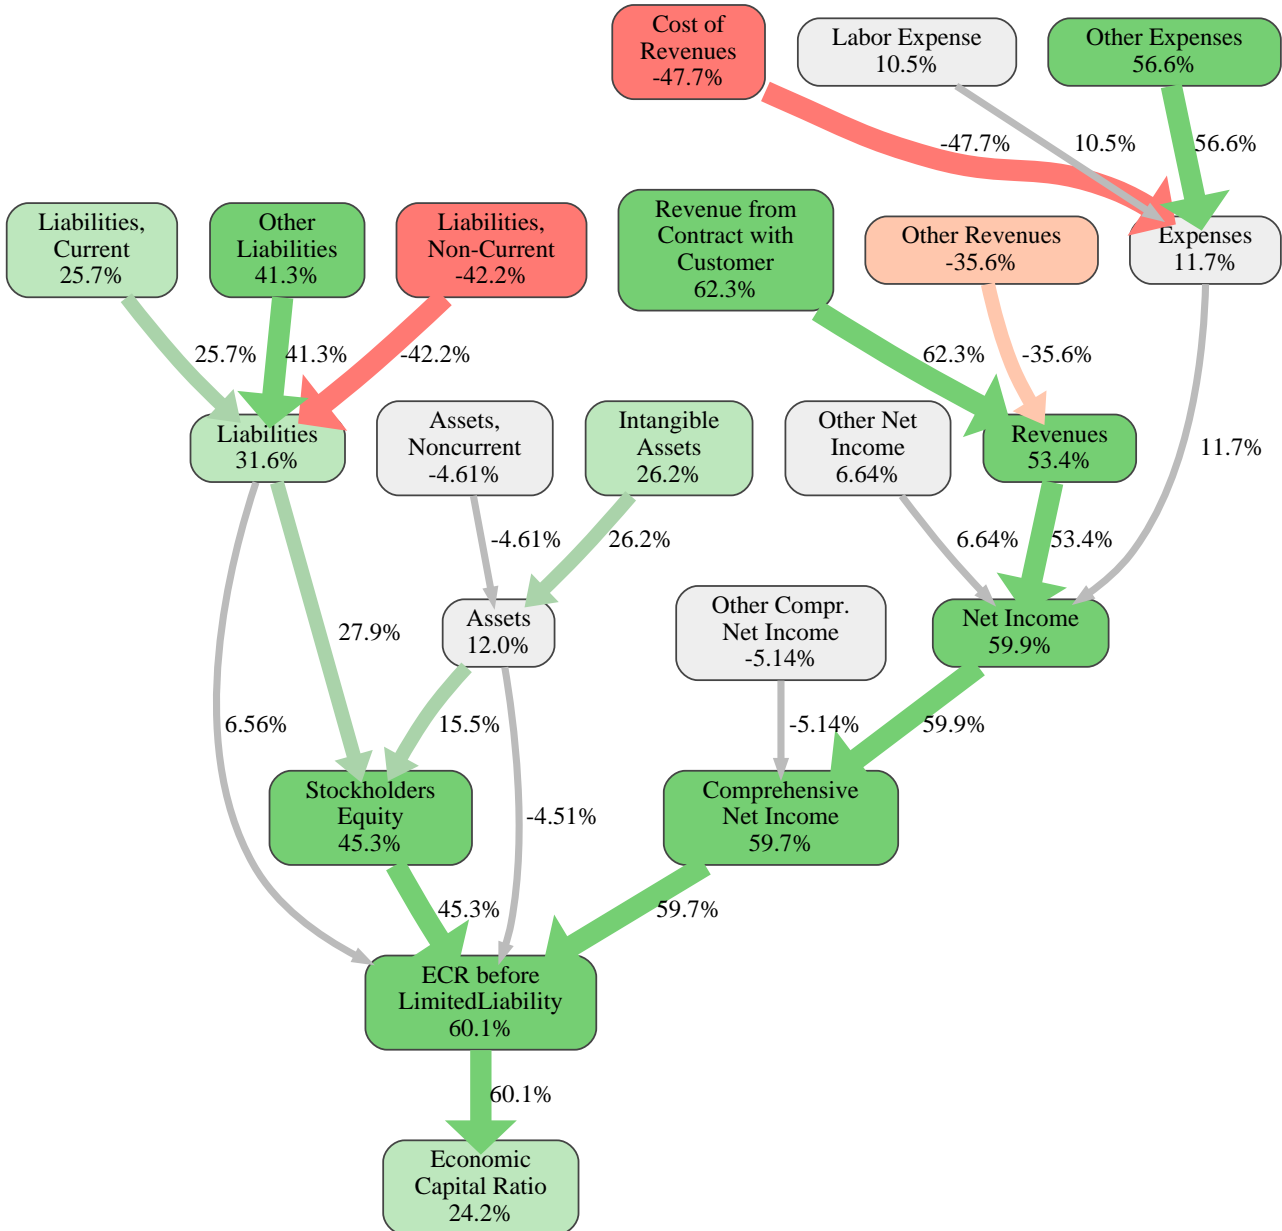 Cost of
Revenues
-47.7%
Labor Expense
10.5%
Other Expenses
56.6%
-47.7%
10.5%
56.6%
Liabilities,
Current
25.7%
Other
Liabilities
41.3%
Liabilities,
Non-Current
-42.2%
Revenue from
Contract with
Customer
62.3%
Other Revenues
-35.6%
Expenses
11.7%
25.7%
41.3%
-42.2%
62.3%
-35.6%
11.7%
Liabilities
31.6%
Assets,
Noncurrent
-4.61%
Intangible
Assets
26.2%
Other Net
Income
6.64%
Revenues
53.4%
-4.61%
26.2%
6.64%
53.4%
27.9%
Assets
12.0%
Other Compr.
Net Income
-5.14%
Net Income
59.9%
6.56%
15.5%
-4.51%
-5.14%
59.9%
Stockholders
Equity
45.3%
Comprehensive
Net Income
59.7%
45.3%
59.7%
ECR before
LimitedLiability
60.1%
60.1%
Economic
Capital Ratio
24.2%